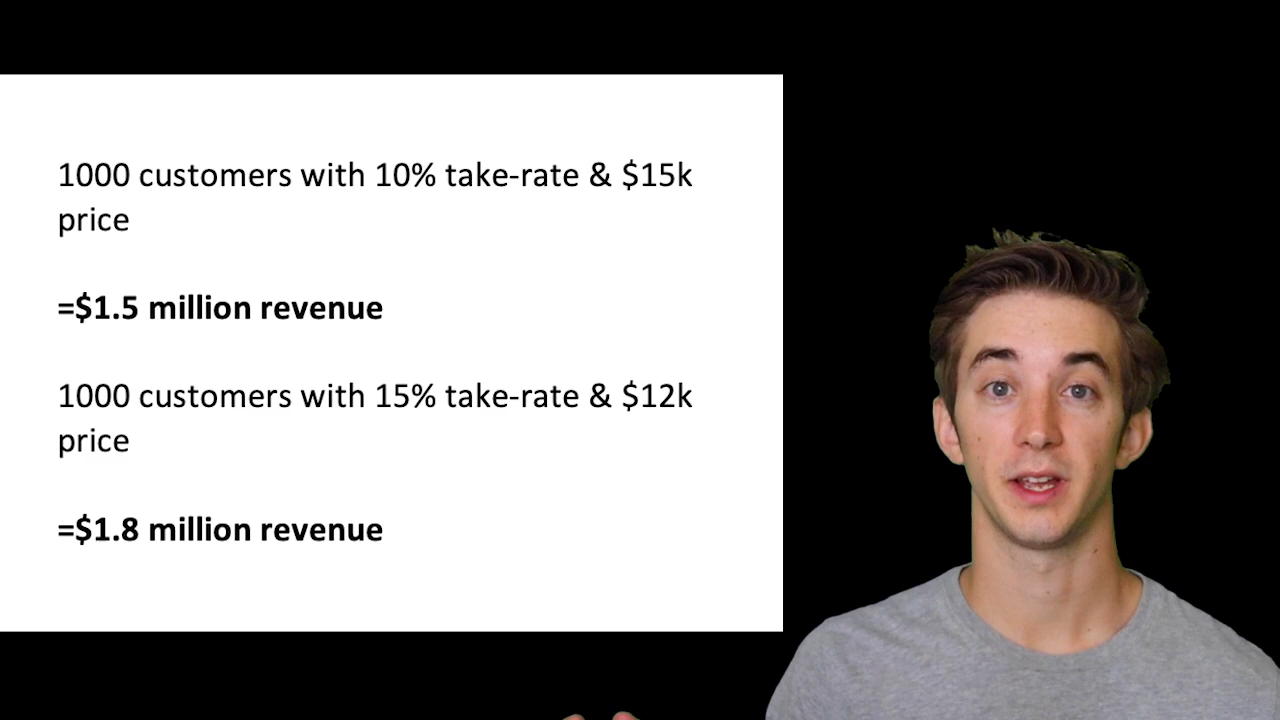 1000 customers with 10% take-rate & $15k
price
=$1.5 million revenue
1000 customers with 15% take-rate & $12k
price
=$1.8 million revenue